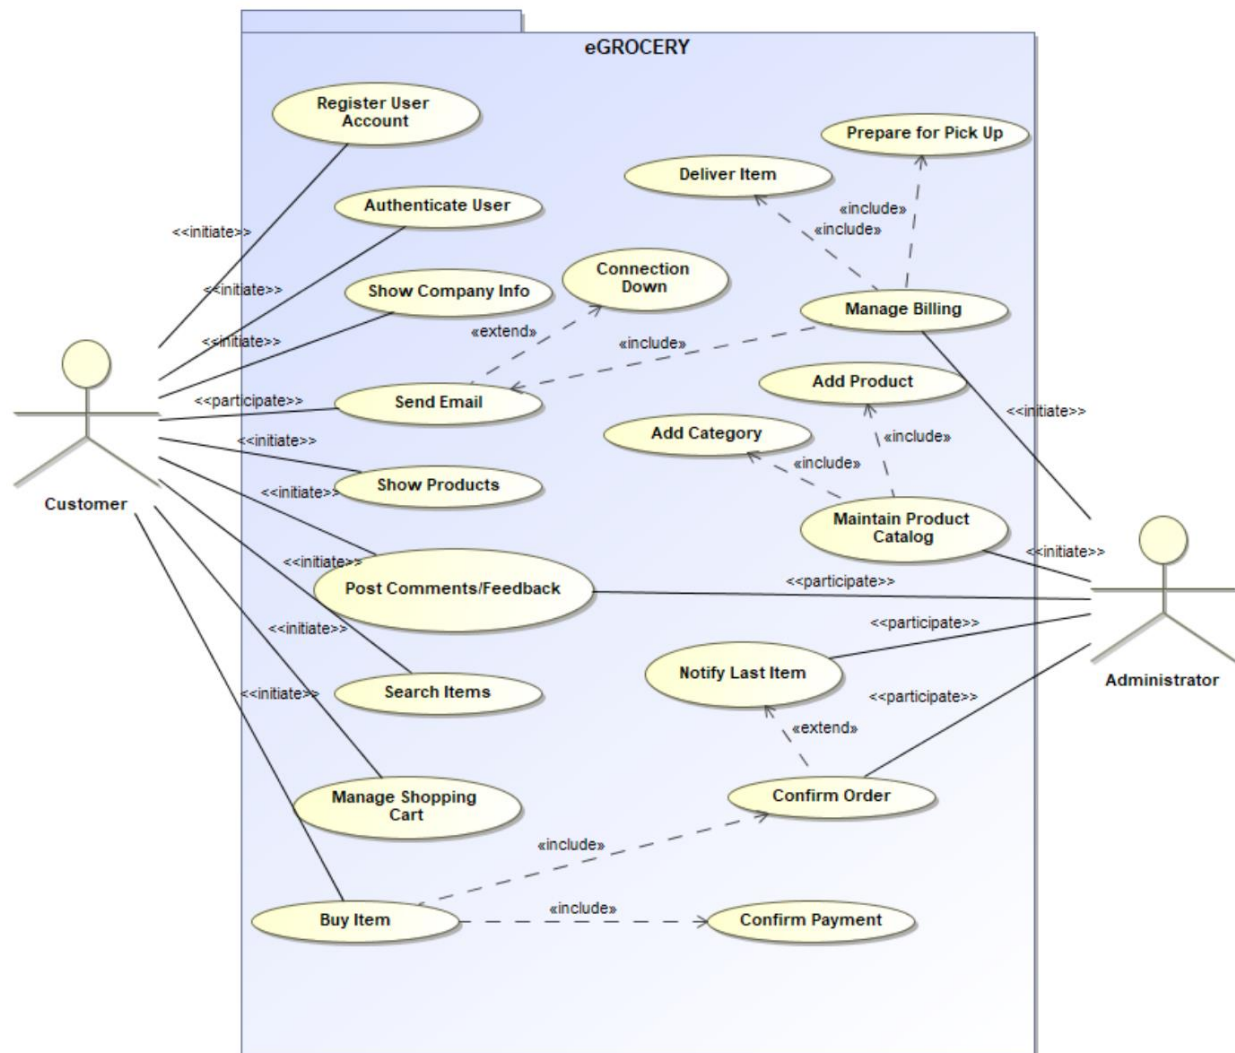 eGROCERY
Register User
Account
Prepare for Pick Up
Deliver Item
Authenticate User
«include»
<<initiate>>
«include»
Connection
Down
<<initiate>>
Show Company Info
Manage Billing
«extend»
<<initiate>>
«include»
Add Product
Send Email
<<participate>>
<<initiate>>
Add Category
<<initiate>>
«include»
«include»
Show Products
<<initiate>>
Customer
Maintain Product
Catalog
<<initiate>>
<<initiate>>
<<participate>>
Post Comments/Feedback
<<participate>>
<<initiate>>
Notify Last Item
Administrator
Search Items
<<initiate>>
<<participate>>
«extend»
Manage Shopping
Cart
Confirm Order
«include»
«include»
Buy Item
Confirm Payment